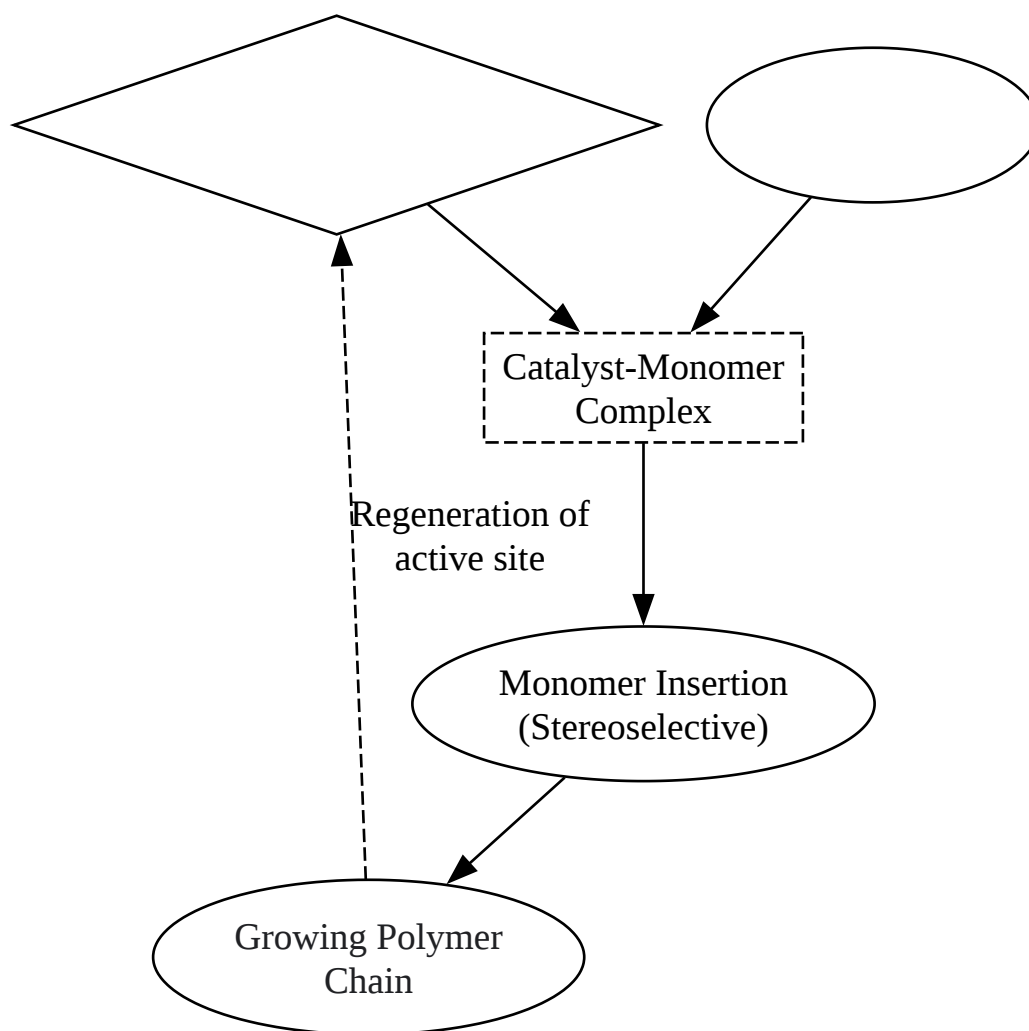 Catalyst-Monomer
Complex
Regeneration of
active site
Monomer Insertion
(Stereoselective)
Growing Polymer
Chain